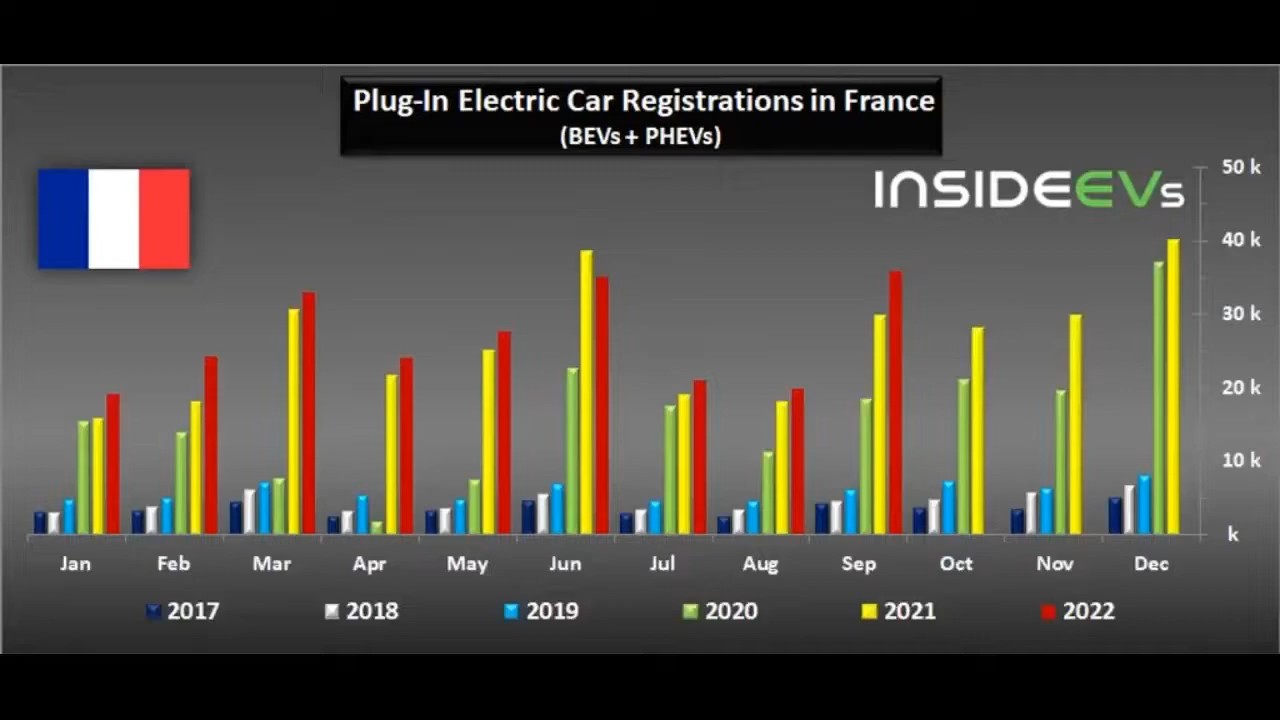 Plug-In Electric Car Registrations in France
(BEVs + PHEVs)
INSIDEEVs
50 k
40 k
30 k
20 k
10 k
k
Jan Feb Mar Apr May Jun Jul Aug Sep Oct Nov Dec
2017 2018 2019 2020 2021 2022